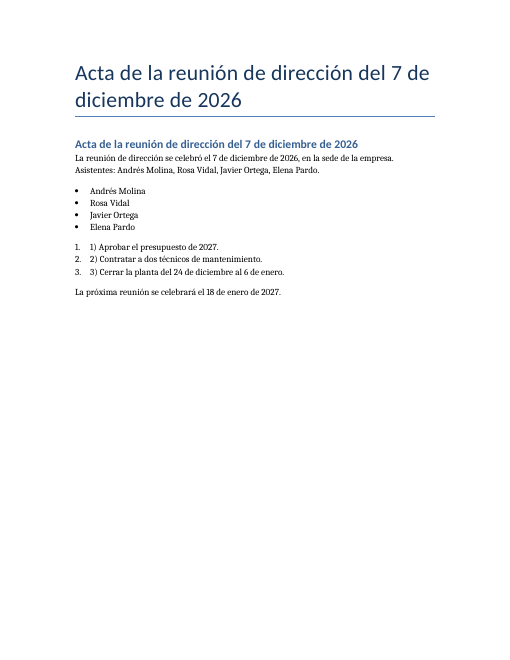 Acta de la reunión de dirección del 7 de
diciembre de 2026
Acta de la reunión de dirección del 7 de diciembre de 2026
La reunión de dirección se celebró el 7 de diciembre de 2026, en la sede de la empresa.
Asistentes: Andrés Molina, Rosa Vidal, Javier Ortega, Elena Pardo.
• Andrés Molina
• Rosa Vidal
• Javier Ortega
• Elena Pardo
1. 1) Aprobar el presupuesto de 2027.
2. 2) Contratar a dos técnicos de mantenimiento.
3. 3) Cerrar la planta del 24 de diciembre al 6 de enero.
La próxima reunión se celebrará el 18 de enero de 2027.